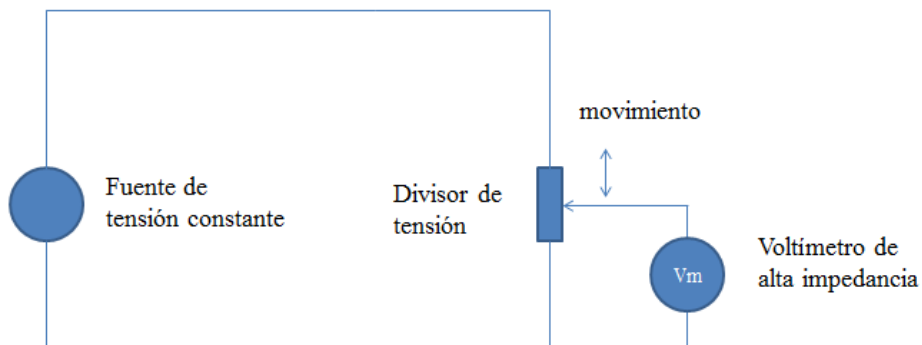 movimiento
Fuente de
tensión constante
Divisor de
tensión
Voltímetro de
alta impedancia
Vm